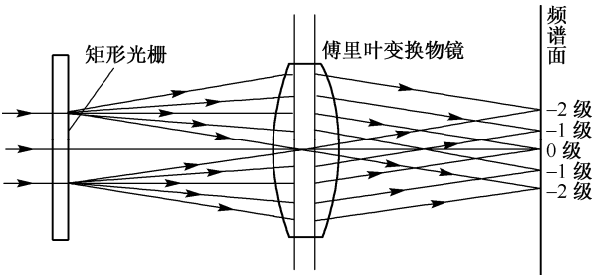 矩形光栅
傅里叶变换物镜
频谱面
–2 级
–1 级
0 级
–1 级
–2 级